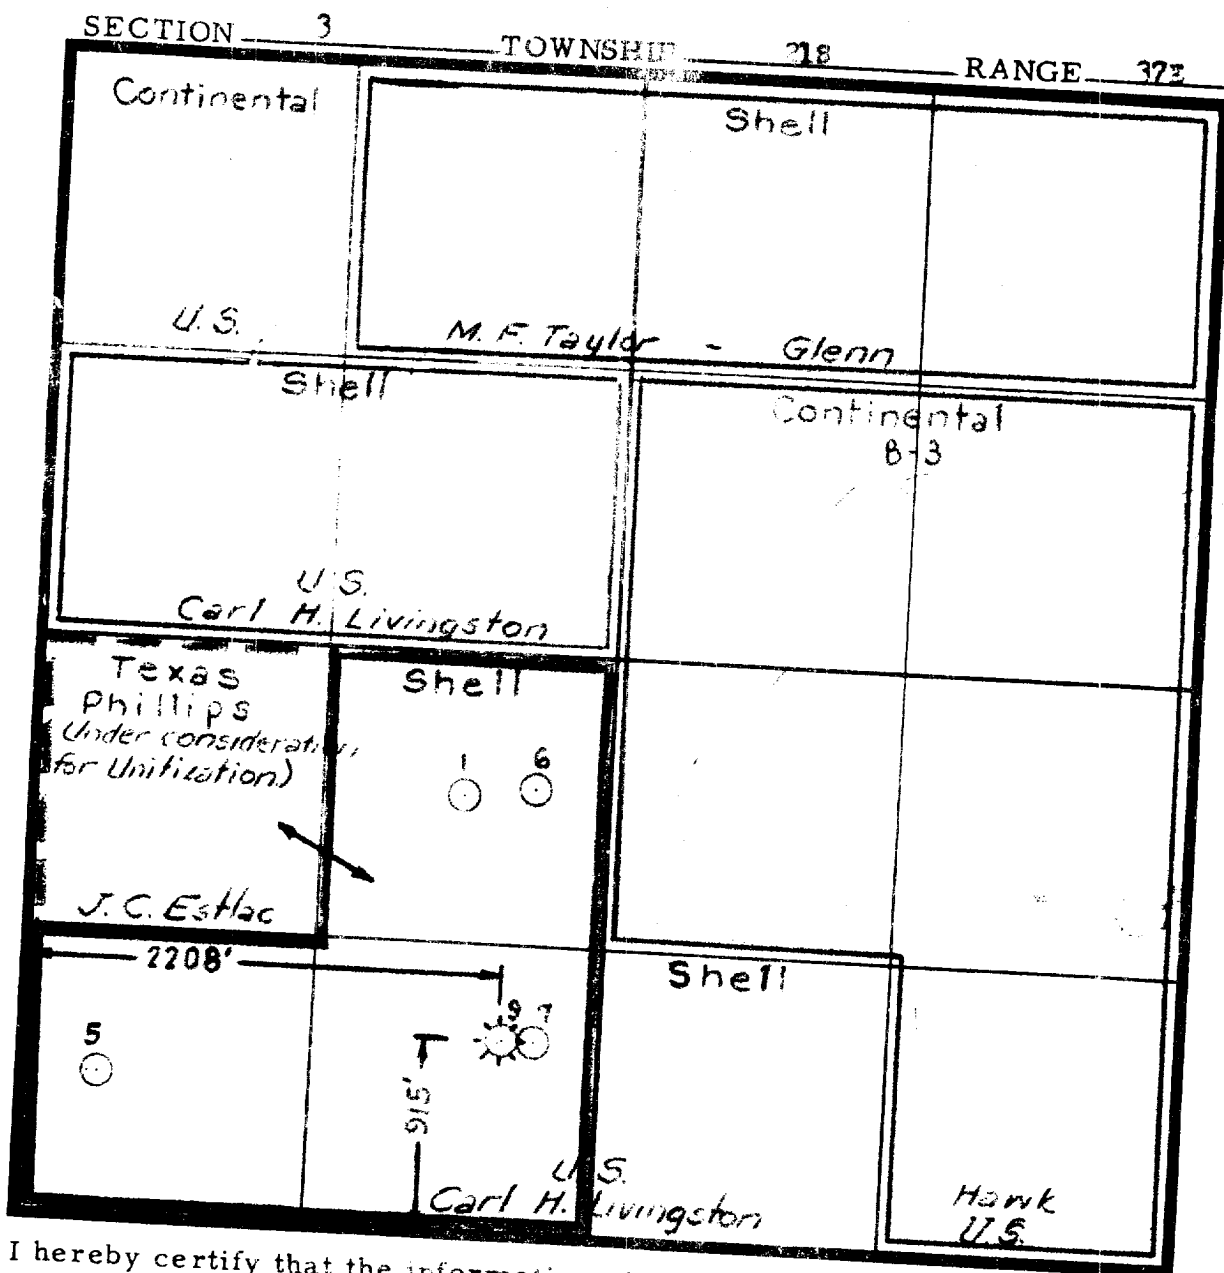 SECTION 3 TOWNSHIP 21S RANGE 37E
Continental
Shell
U.S.
M. F. Taylor - Glenn
Shell
Continental
B-3
U.S.
Carl H. Livingston
Texas
Phillips
Under consideration
for Unitization)
Shell
1 6
J. C. Estlac
2208'
Shell
5
915'
U.S.
Carl H. Livingston
Hawk
U.S.
I hereby certify that the information